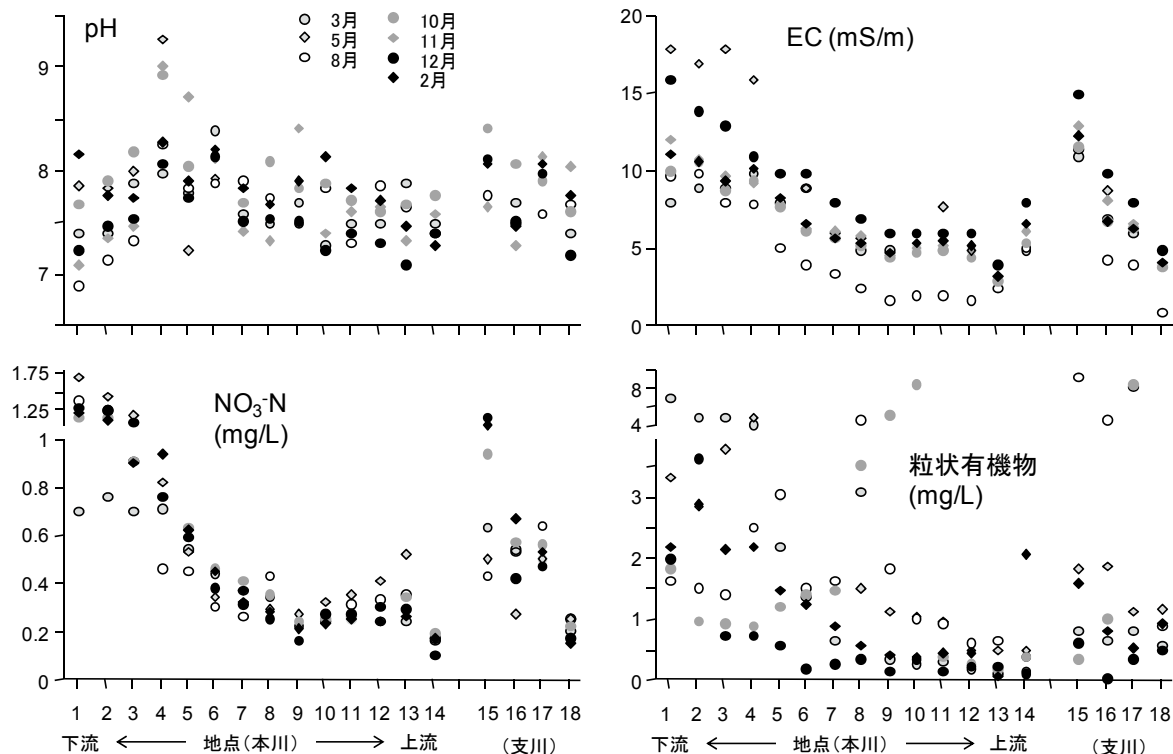 pH
3月
5月
8月
10月
11月
12月
2月
9
8
7
EC (mS/m)
20
15
10
5
0
NO₃-N
(mg/L)
1.75
1.25
1
0.8
0.6
0.4
0.2
0
粒状有機物
(mg/L)
8
6
4
3
2
1
0
1 2 3 4 5 6 7 8 9 10 11 12 13 14 15 16 17 18
下流 ← 地点(本川) → 上流 (支川)
1 2 3 4 5 6 7 8 9 10 11 12 13 14 15 16 17 18
下流 ← 地点(本川) → 上流 (支川)